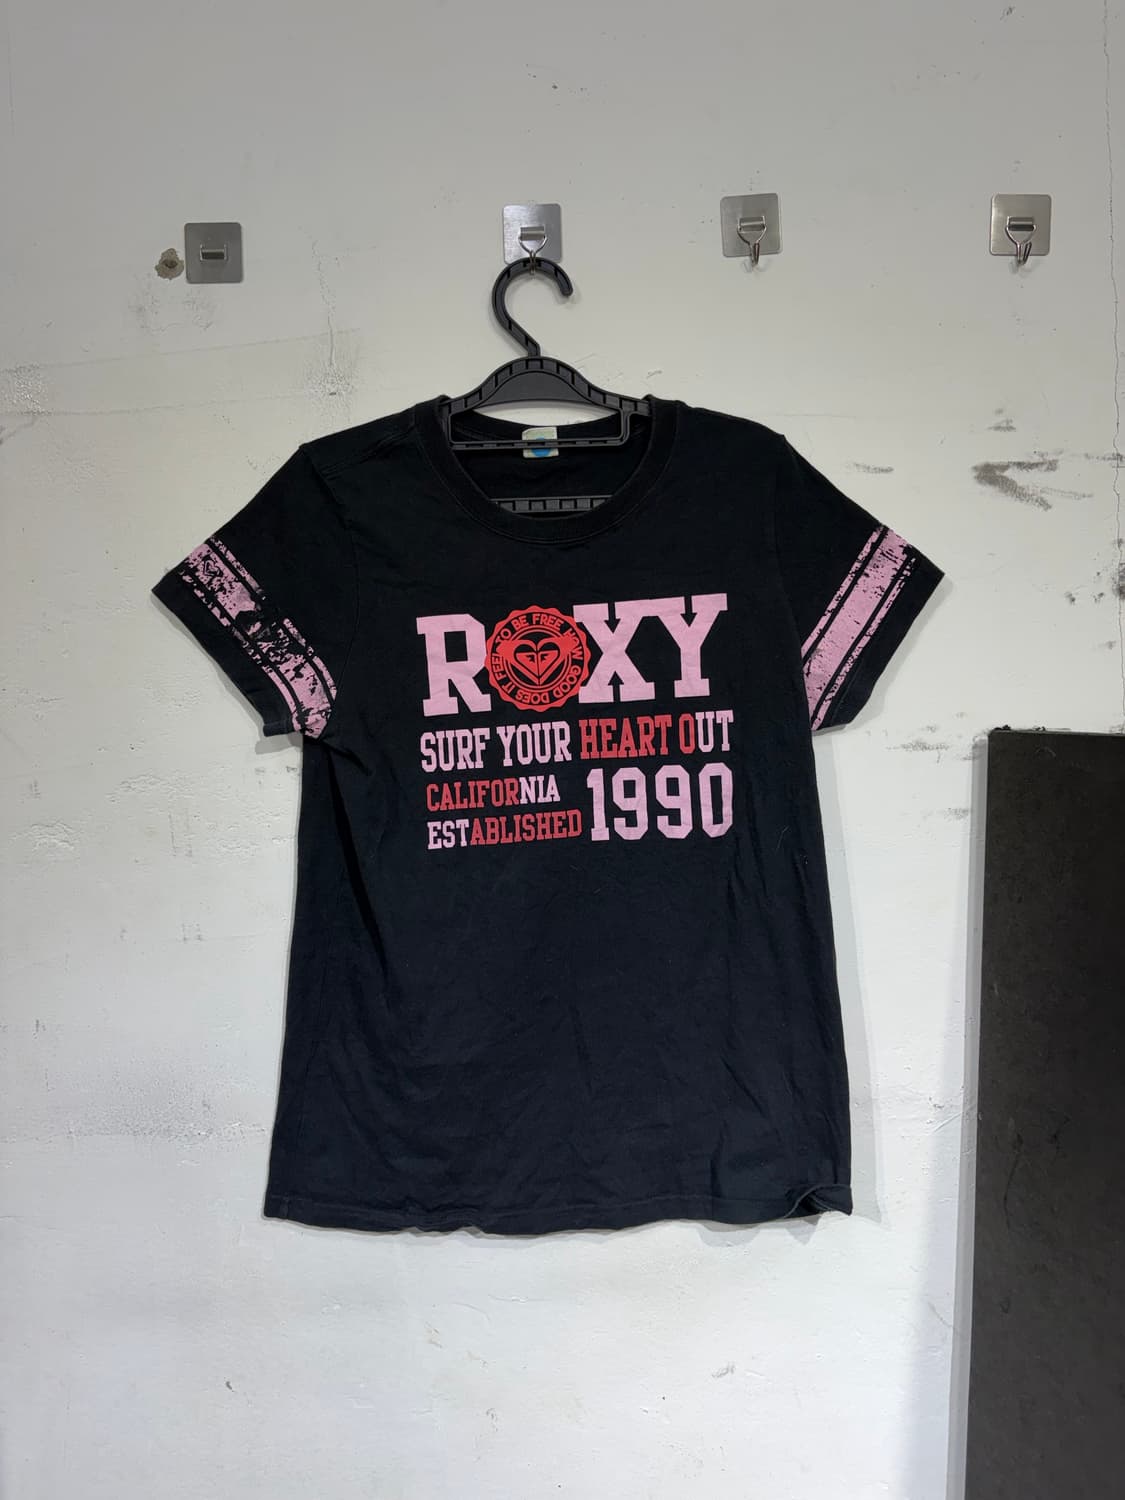 ROXY
HOW GOOD DOES IT FEEL TO BE FREE
SURF YOUR HEART OUT
CALIFORNIA
ESTABLISHED 1990